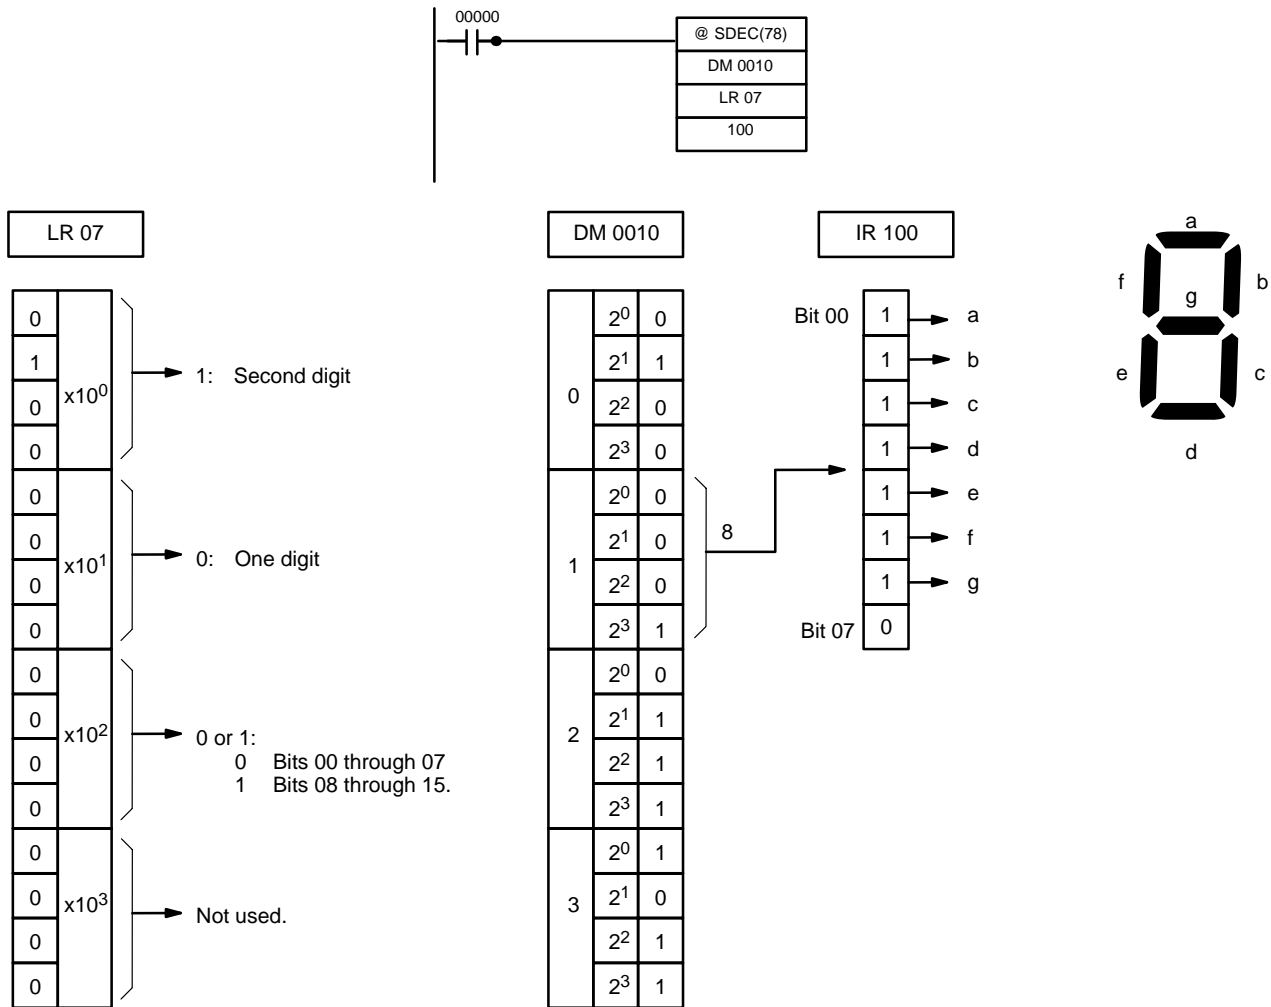 00000
@ SDEC(78)
DM 0010
LR 07
100
LR 07
0
1
0
0
x10⁰
1: Second digit
0
0
0
0
x10¹
0: One digit
0
0
0
0
x10²
0 or 1:
0 Bits 00 through 07
1 Bits 08 through 15.
0
0
0
0
x10³
Not used.
DM 0010
0
2⁰ 0
2¹ 1
2² 0
2³ 0
1
2⁰ 0
2¹ 0
2² 0
2³ 1
8
2
2⁰ 0
2¹ 1
2² 1
2³ 1
3
2⁰ 1
2¹ 0
2² 1
2³ 1
IR 100
Bit 00 1 a
1 b
1 c
1 d
1 e
1 f
1 g
Bit 07 0
a
f b
g
e c
d